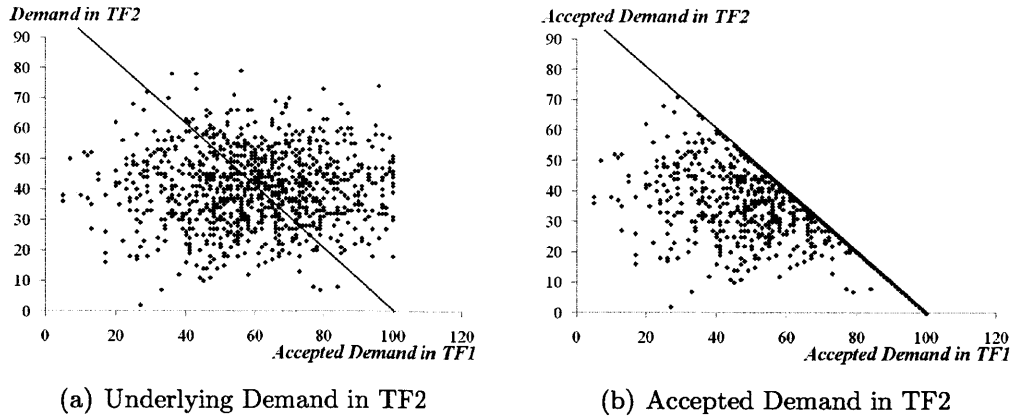 Demand in TF2
90
80
70
60
50
40
30
20
10
0
0 20 40 60 80 100 120
Accepted Demand in TF1
(a) Underlying Demand in TF2
Accepted Demand in TF2
90
80
70
60
50
40
30
20
10
0
0 20 40 60 80 100 120
Accepted Demand in TF1
(b) Accepted Demand in TF2